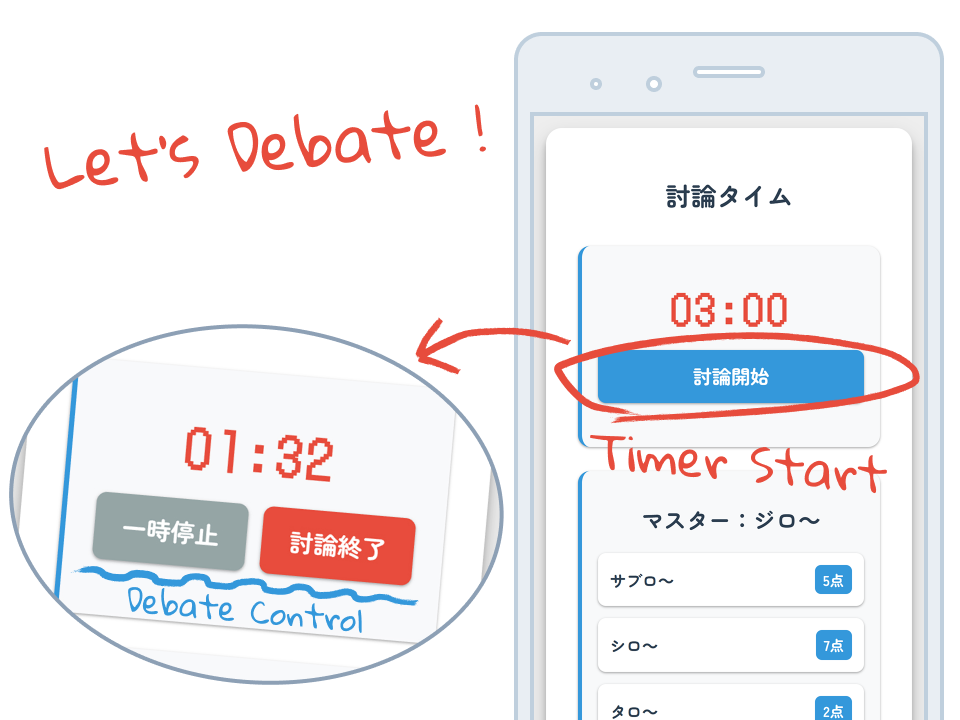 Let's Debate !
討論タイム
03:00
討論開始
Timer Start
01:32
一時停止
討論終了
Debate Control
マスター：ジロ〜
サブロ〜
5点
シロ〜
7点
タロ〜
2点